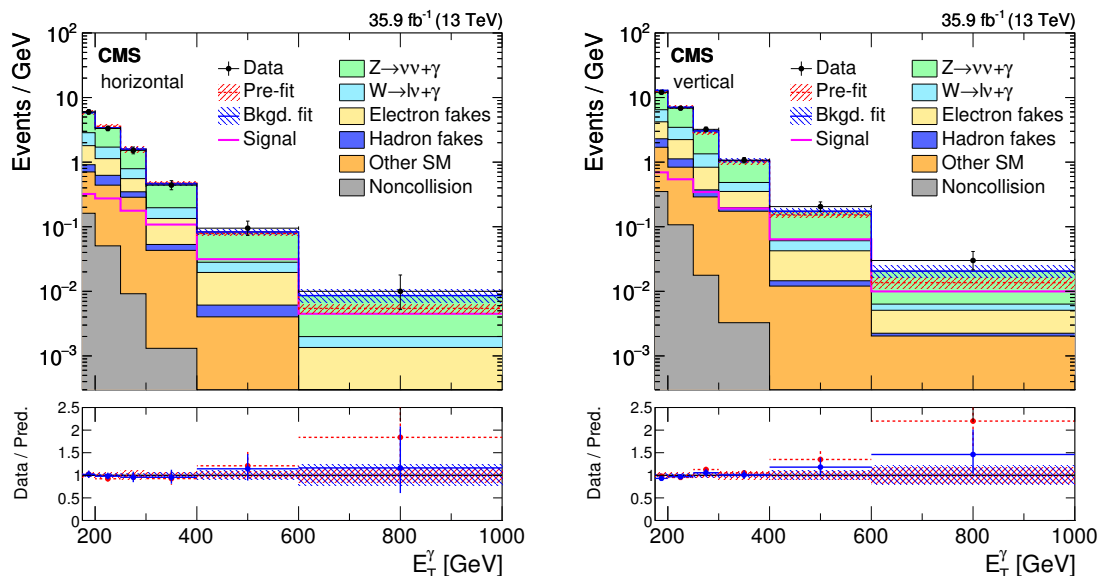 35.9 fb⁻¹ (13 TeV)
CMS
horizontal
Data
Pre-fit
Bkgd. fit
Signal
Z→νν+γ
W→lν+γ
Electron fakes
Hadron fakes
Other SM
Noncollision
Events / GeV
10²
10
1
10⁻¹
10⁻²
10⁻³
Data / Pred.
2.5
2
1.5
1
0.5
0
200 400 600 800 1000
E_T^γ [GeV]
35.9 fb⁻¹ (13 TeV)
CMS
vertical
Data
Pre-fit
Bkgd. fit
Signal
Z→νν+γ
W→lν+γ
Electron fakes
Hadron fakes
Other SM
Noncollision
Events / GeV
10²
10
1
10⁻¹
10⁻²
10⁻³
Data / Pred.
2.5
2
1.5
1
0.5
0
200 400 600 800 1000
E_T^γ [GeV]